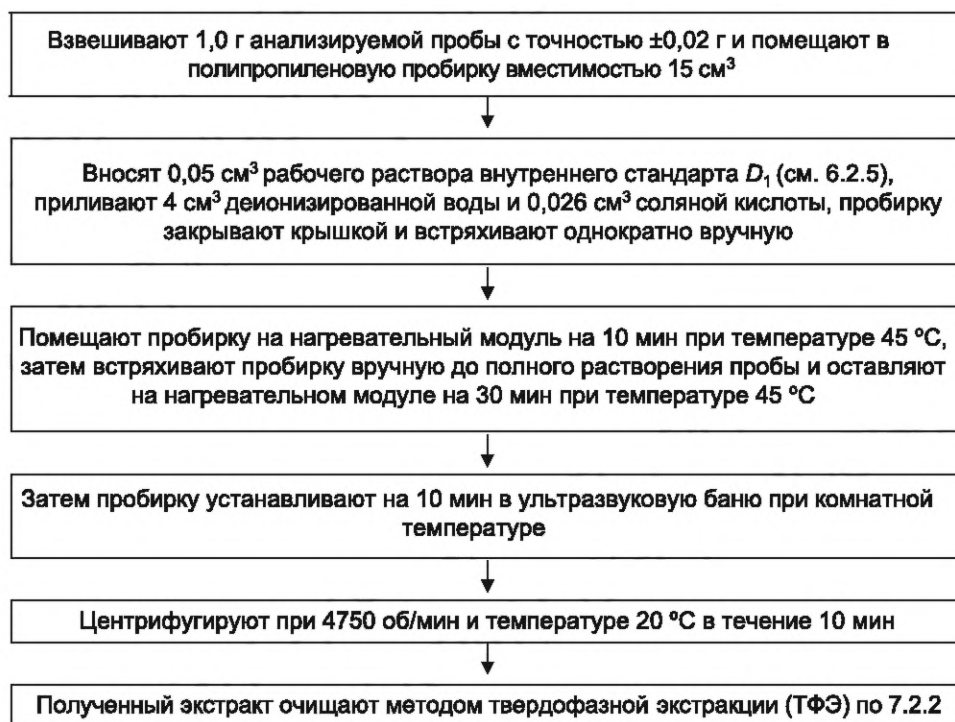 Взвешивают 1,0 г анализируемой пробы с точностью ±0,02 г и помещают в
полипропиленовую пробирку вместимостью 15 см³
Вносят 0,05 см³ рабочего раствора внутреннего стандарта D₁ (см. 6.2.5),
приливают 4 см³ деионизированной воды и 0,026 см³ соляной кислоты, пробирку
закрывают крышкой и встряхивают однократно вручную
Помещают пробирку на нагревательный модуль на 10 мин при температуре 45 ºС,
затем встряхивают пробирку вручную до полного растворения пробы и оставляют
на нагревательном модуле на 30 мин при температуре 45 ºС
Затем пробирку устанавливают на 10 мин в ультразвуковую баню при комнатной
температуре
Центрифугируют при 4750 об/мин и температуре 20 ºС в течение 10 мин
Полученный экстракт очищают методом твердофазной экстракции (ТФЭ) по 7.2.2